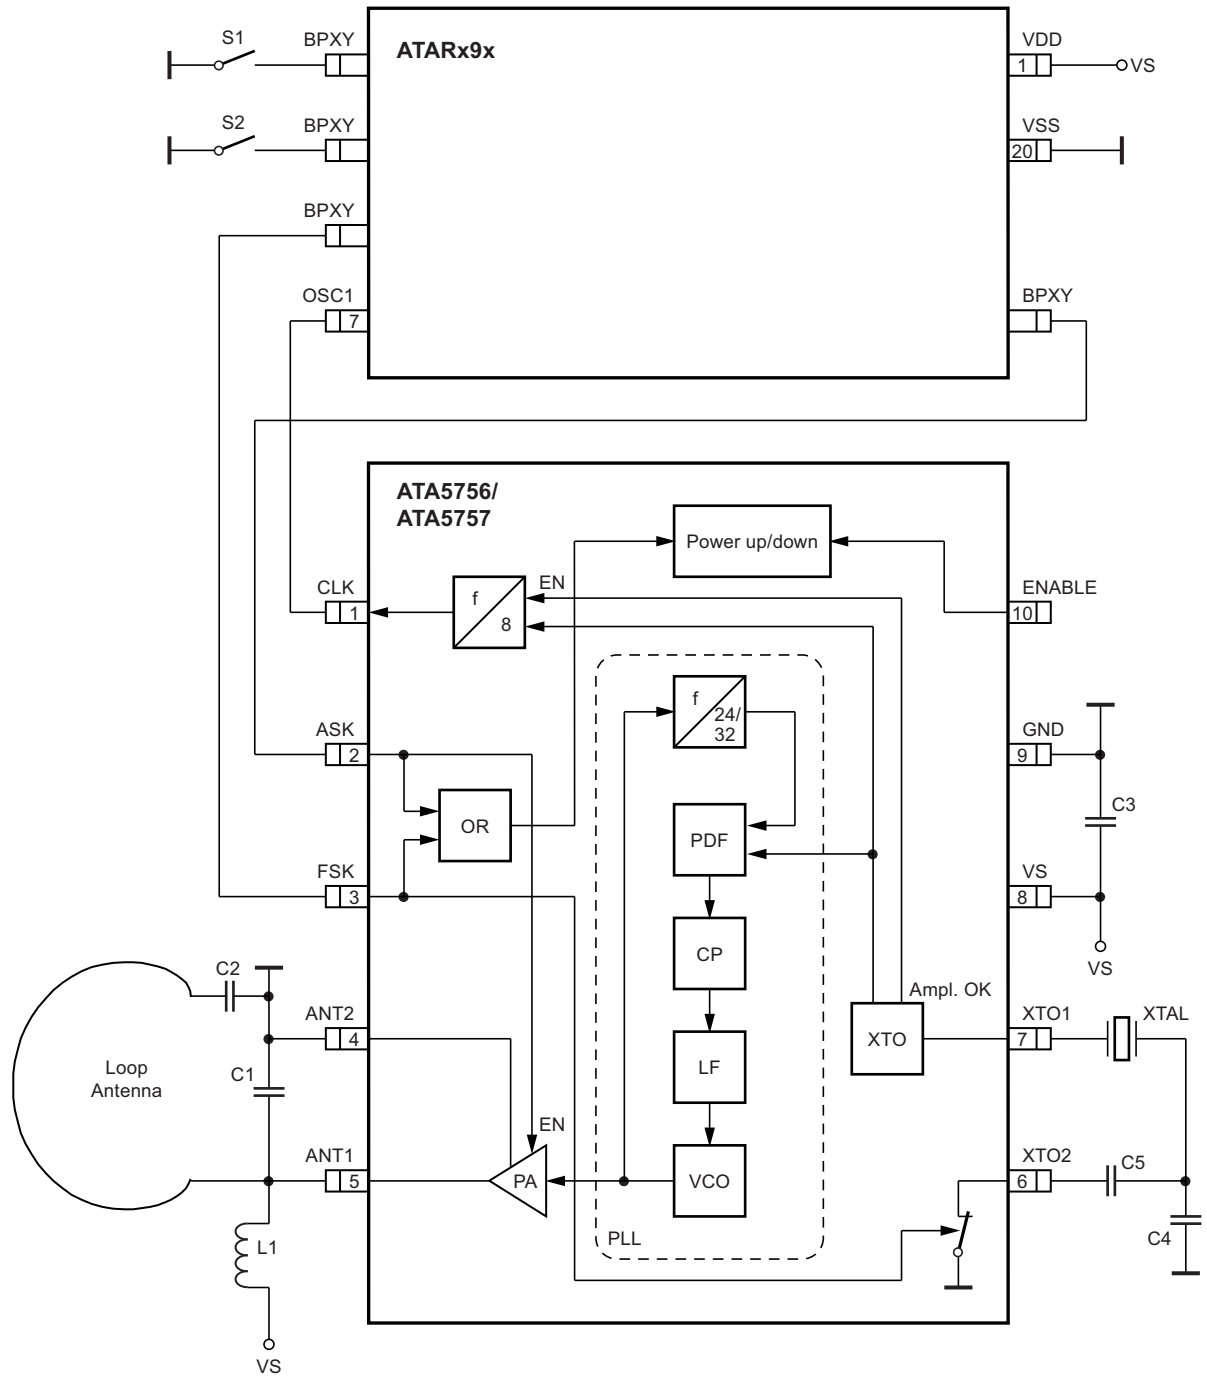 S1
BPXY
ATARx9x
VDD
1
VS
S2
BPXY
VSS
20
BPXY
OSC1
7
BPXY
ATA5756/
ATA5757
Power up/down
CLK
1
f
8
EN
ENABLE
10
f
24/
32
ASK
2
GND
9
OR
PDF
C3
FSK
3
VS
8
CP
VS
C2
Ampl. OK
ANT2
4
XTO
XTO1
7
XTAL
Loop
Antenna
C1
LF
EN
ANT1
5
PA
VCO
XTO2
6
C5
L1
PLL
C4
VS